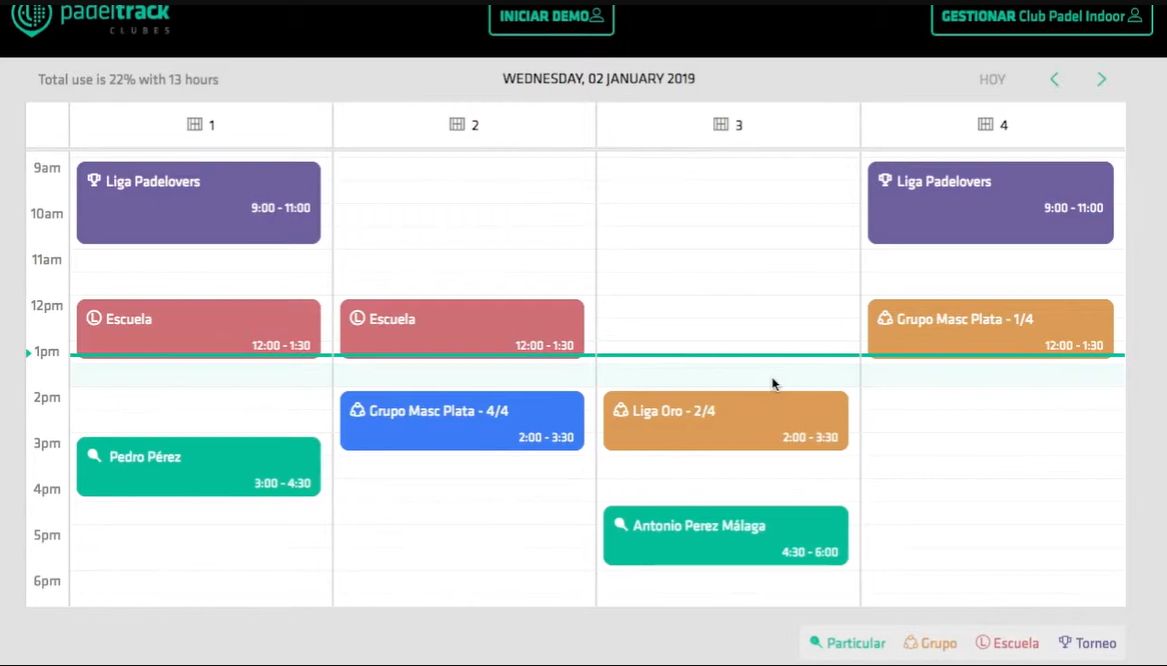 padeltrack
CLUBES
INICIAR DEMO
GESTIONAR Club Padel Indoor
Total use is 22% with 13 hours
WEDNESDAY, 02 JANUARY 2019
HOY
1
2
3
4
9am
10am
11am
12pm
1pm
2pm
3pm
4pm
5pm
6pm
Liga Padelovers
9:00 - 11:00
Liga Padelovers
9:00 - 11:00
Escuela
12:00 - 1:30
Escuela
12:00 - 1:30
Grupo Masc Plata - 1/4
12:00 - 1:30
Grupo Masc Plata - 4/4
2:00 - 3:30
Liga Oro - 2/4
2:00 - 3:30
Pedro Pérez
3:00 - 4:30
Antonio Perez Málaga
4:30 - 6:00
Particular
Grupo
Escuela
Torneo